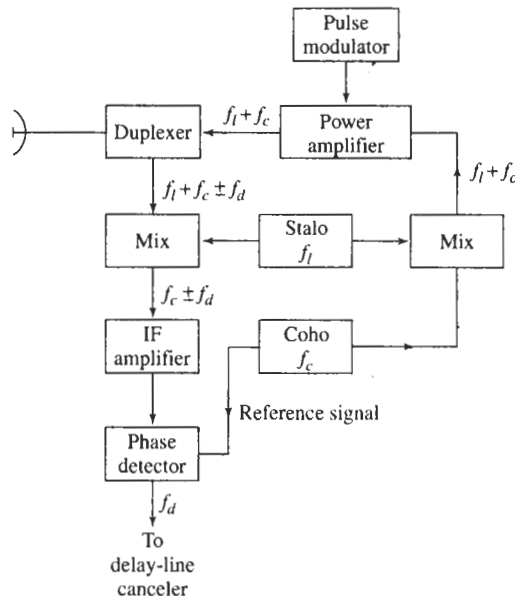 Pulse
modulator
Duplexer
f_l + f_c
Power
amplifier
f_l + f_c
f_l + f_c ± f_d
Mix
Stalo
f_l
Mix
f_c ± f_d
IF
amplifier
Coho
f_c
Reference signal
Phase
detector
f_d
To
delay-line
canceler